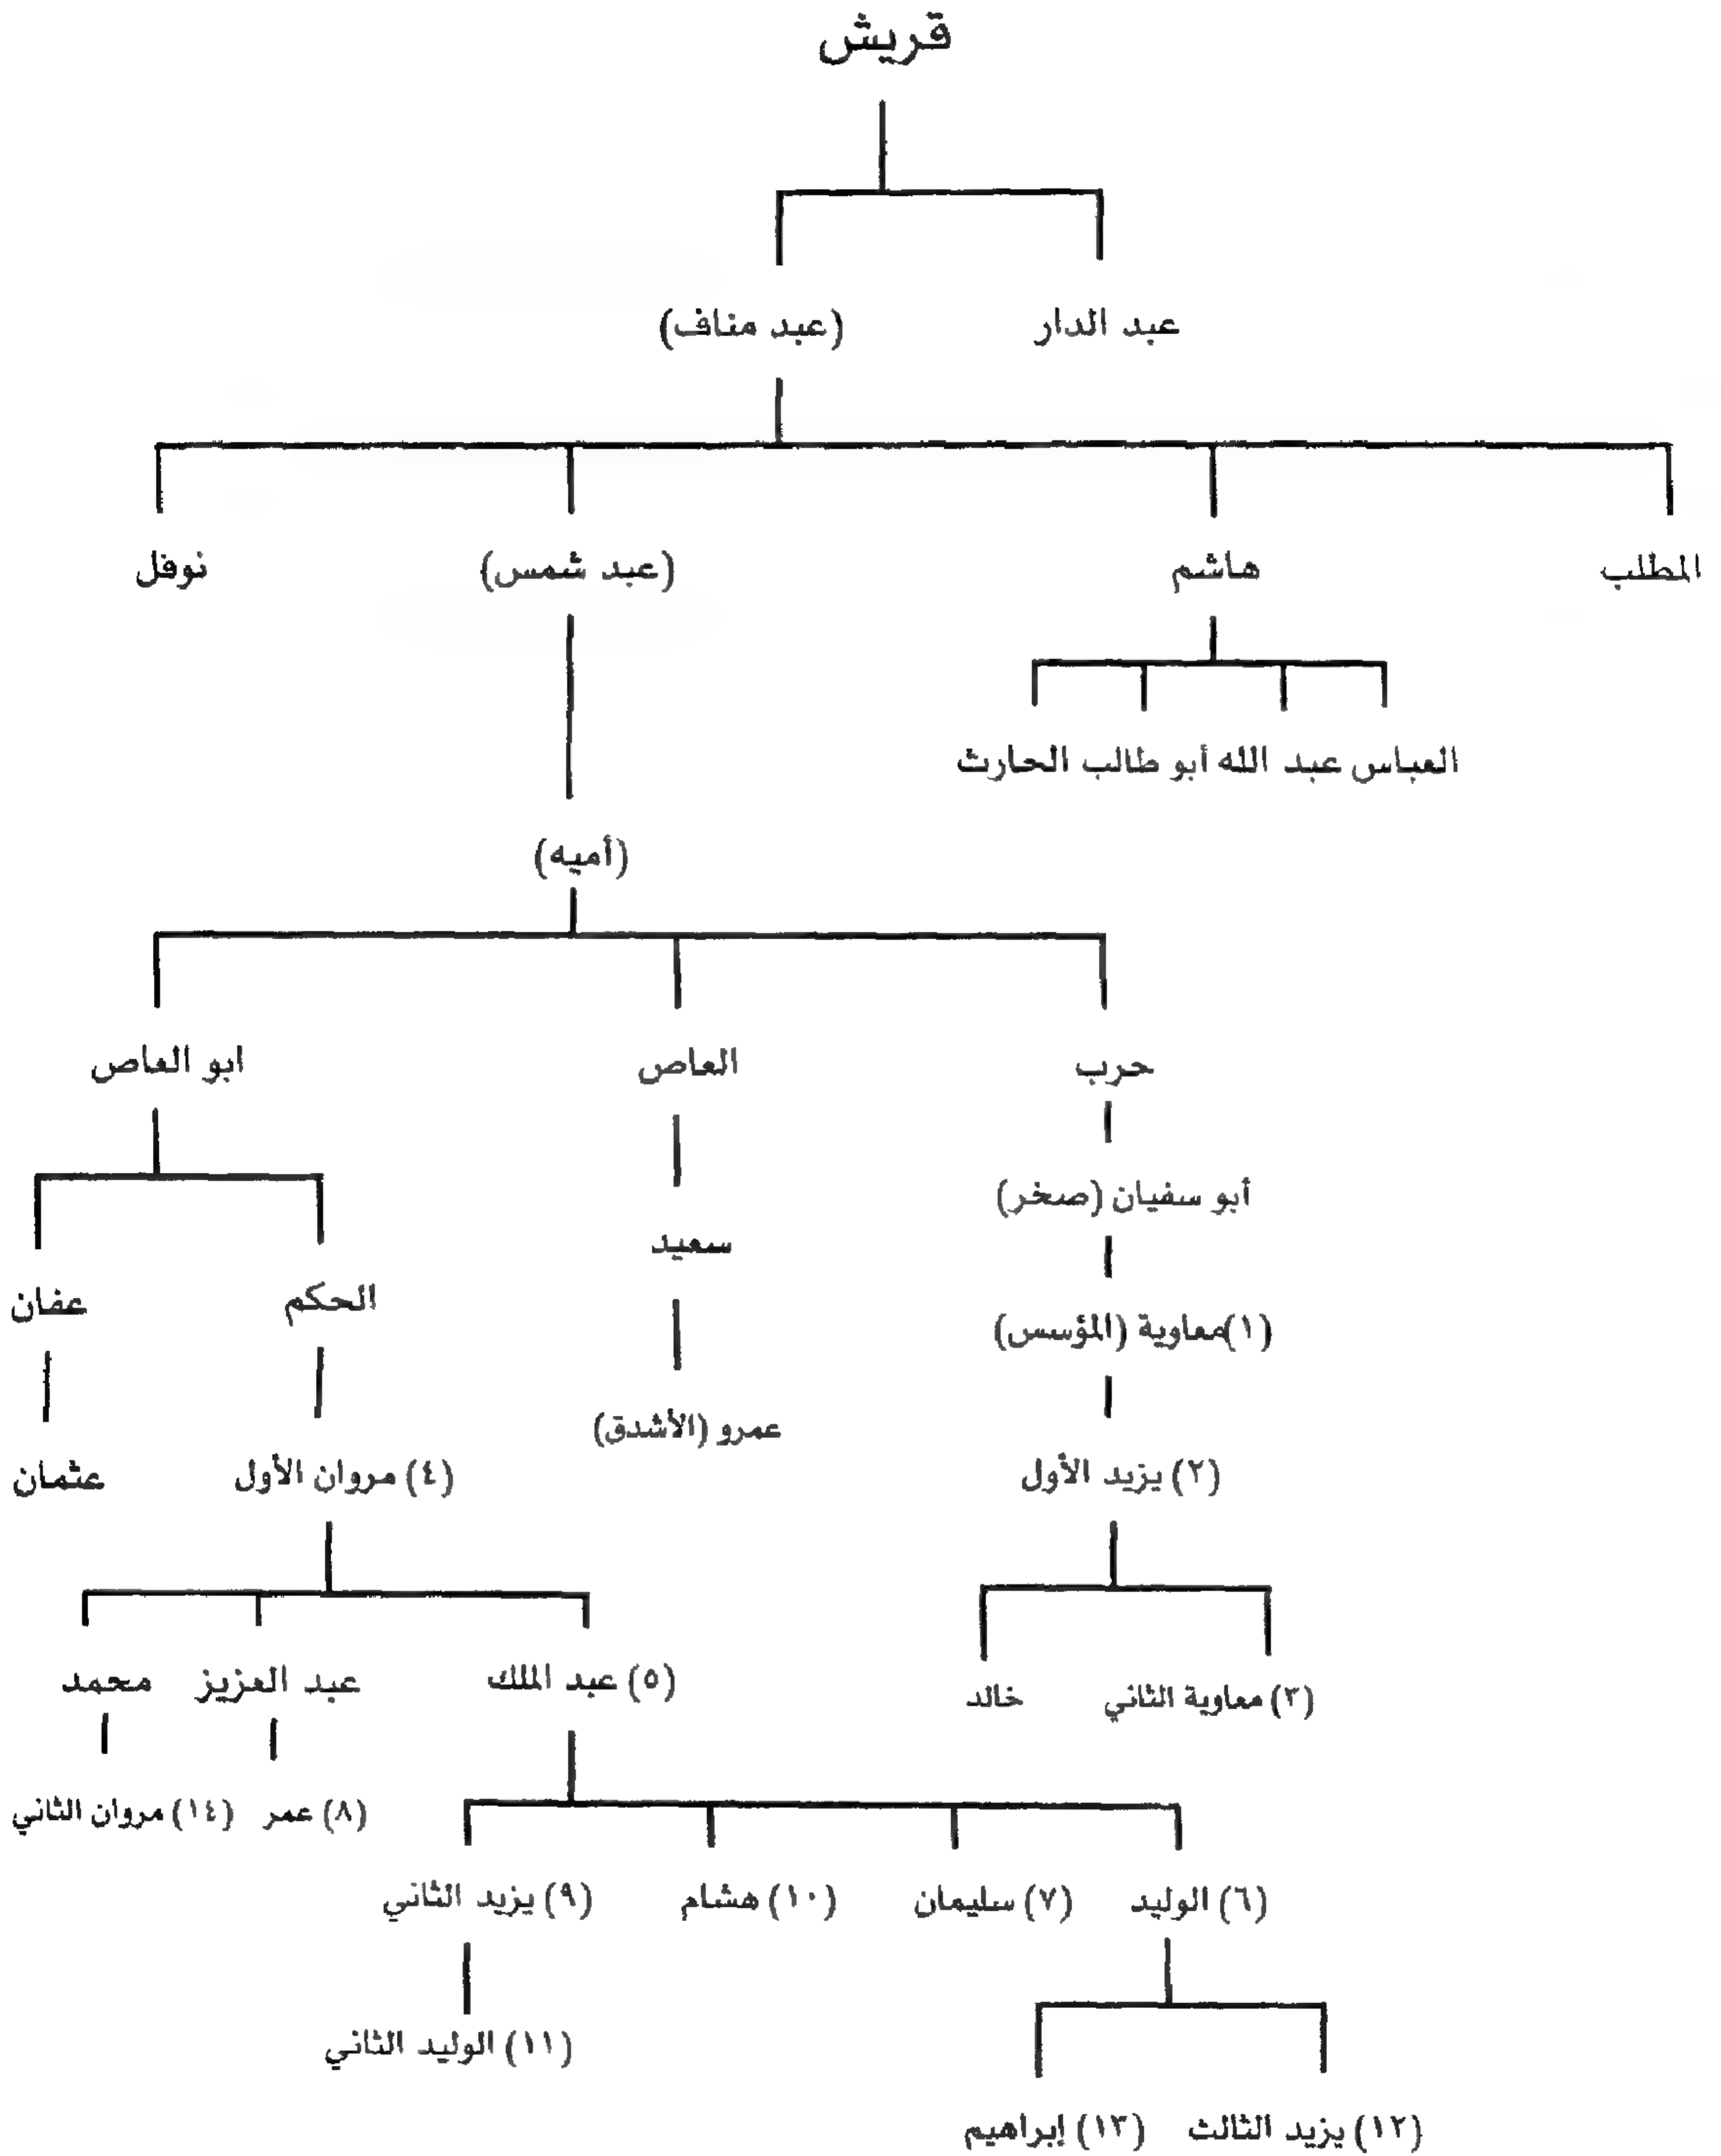 قريش
عبد الدار (عبد مناف)
المطلب هاشم (عبد شمس) نوفل
العباس عبد الله أبو طالب الحارث
(أميه)
حرب العاص ابو العاص
أبو سفيان (صخر)
سعيد
الحكم عفان
(١)معاوية (المؤسس)
عمرو (الأشدق)
(٢) يزيد الأول (٤) مروان الأول عثمان
(٥) عبد الملك عبد العزيز محمد
(٣) معاوية الثاني خالد
(٨) عمر (١٤) مروان الثاني
(٦) الوليد (٧) سليمان (١٠) هشام (٩) يزيد الثاني
(١١) الوليد الثاني
(١٢) يزيد الثالث (١٣) إبراهيم